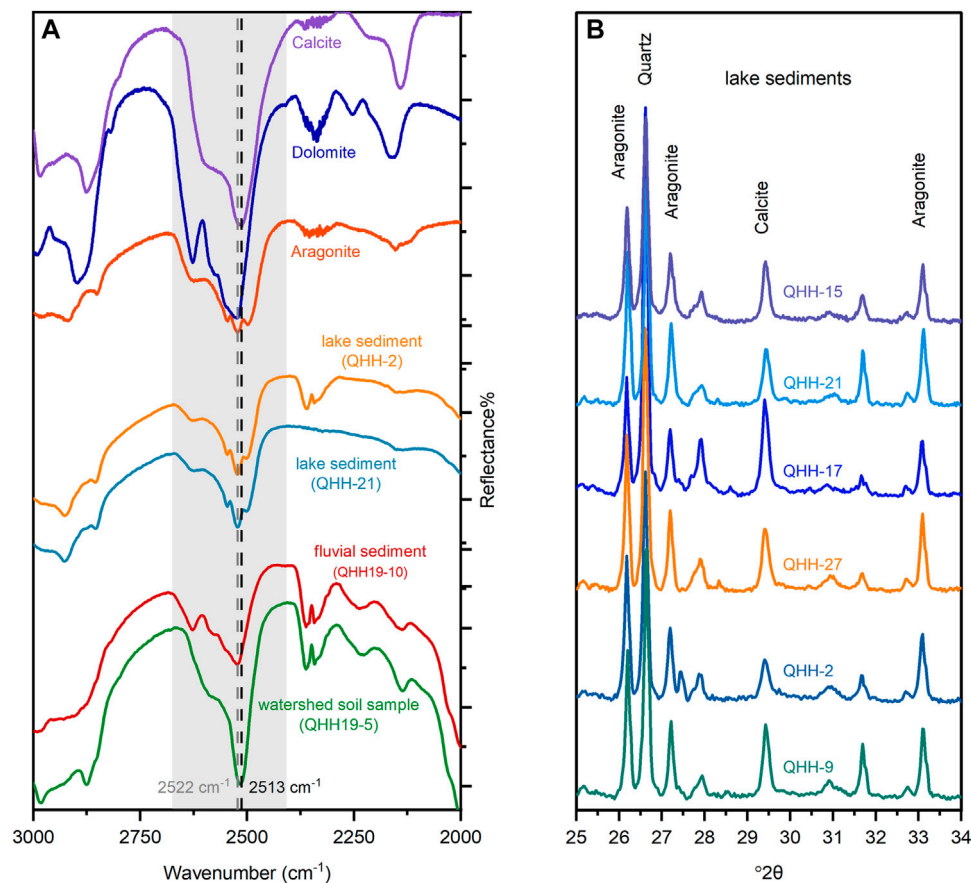 A
Calcite
Dolomite
Aragonite
lake sediment
(QHH-2)
lake sediment
(QHH-21)
fluvial sediment
(QHH19-10)
watershed soil sample
(QHH19-5)
2522 cm⁻¹
2513 cm⁻¹
3000
2750
2500
2250
2000
Wavenumber (cm⁻¹)
Reflectance%
B
Quartz
lake sediments
Aragonite
Aragonite
Calcite
Aragonite
QHH-15
QHH-21
QHH-17
QHH-27
QHH-2
QHH-9
25
26
27
28
29
30
31
32
33
34
°2θ